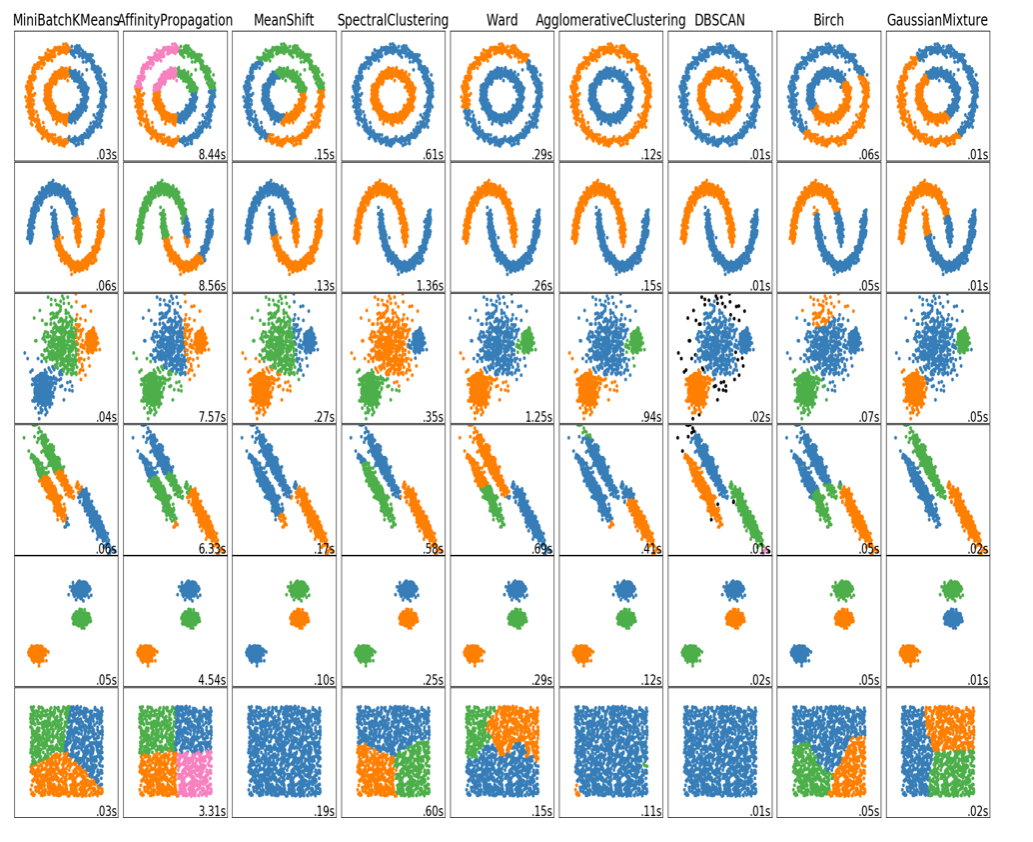 MiniBatchKMeans AffinityPropagation MeanShift SpectralClustering Ward AgglomerativeClustering DBSCAN Birch GaussianMixture
.03s 8.44s .15s .61s .29s .12s .01s .06s .01s
.06s 8.56s .13s 1.36s .26s .15s .01s .05s .01s
.04s 7.57s .27s .35s 1.25s .94s .02s .07s .05s
.06s 6.33s .17s .58s .69s .41s .01s .05s .02s
.05s 4.54s .10s .25s .29s .12s .02s .05s .01s
.03s 3.31s .19s .60s .15s .11s .01s .05s .02s